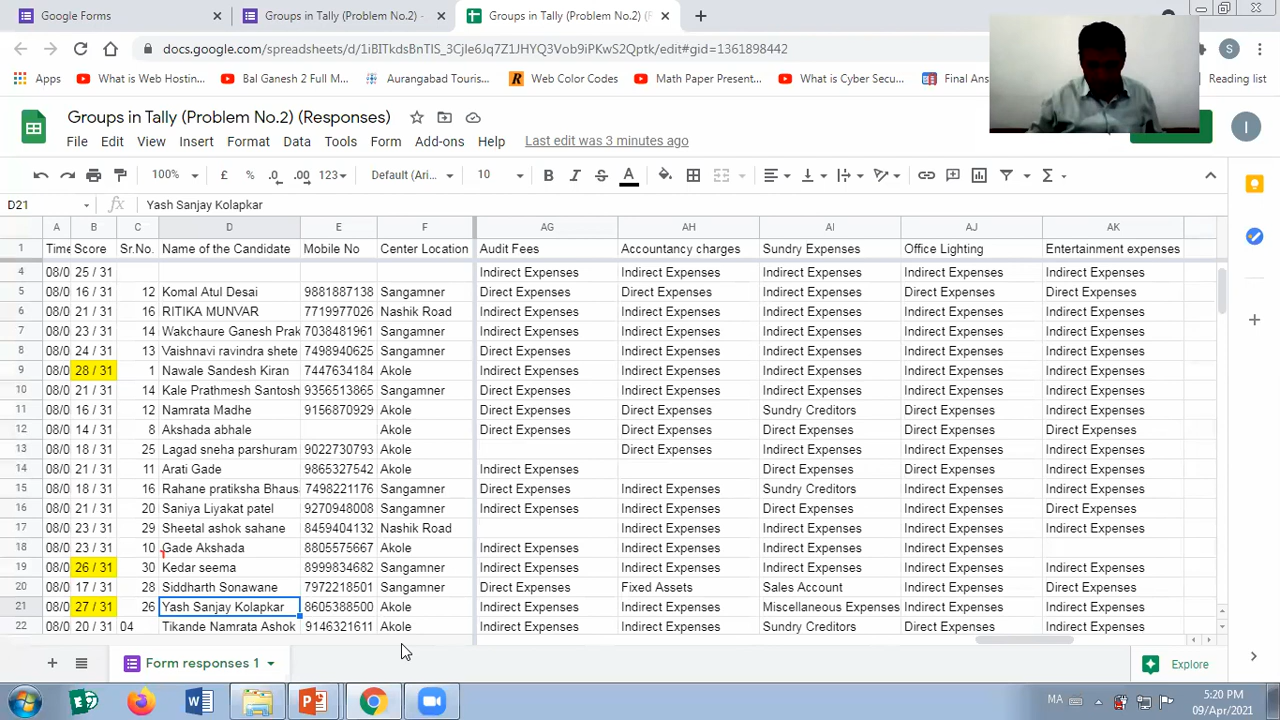 Google Forms
Groups in Tally (Problem No.2) -
Groups in Tally (Problem No.2) (
docs.google.com/spreadsheets/d/1iBITkdsBnTlS_3CjIe6Jq7Z1JHYQ3Vob9iPKwS2Qptk/edit#gid=1361898442
S
Apps What is Web Hostin... Bal Ganesh 2 Full M... Aurangabad Touris... Web Color Codes Math Paper Present... What is Cyber Secu... Final Ans Reading list
Groups in Tally (Problem No.2) (Responses)
I
File Edit View Insert Format Data Tools Form Add-ons Help Last edit was 3 minutes ago
100% £ % .0 .00 123 Default (Ari... 10 B I S A Σ
D21 fx Yash Sanjay Kolapkar
A B C D E F AG AH AI AJ AK
1 Time Score Sr.No. Name of the Candidate Mobile No Center Location Audit Fees Accountancy charges Sundry Expenses Office Lighting Entertainment expenses
4 08/0 25 / 31 Indirect Expenses Indirect Expenses Indirect Expenses Indirect Expenses Indirect Expenses
5 08/0 16 / 31 12 Komal Atul Desai 9881887138 Sangamner Direct Expenses Direct Expenses Indirect Expenses Direct Expenses Direct Expenses
6 08/0 21 / 31 16 RITIKA MUNVAR 7719977026 Nashik Road Indirect Expenses Indirect Expenses Indirect Expenses Indirect Expenses Indirect Expenses
7 08/0 23 / 31 14 Wakchaure Ganesh Prak 7038481961 Sangamner Indirect Expenses Indirect Expenses Indirect Expenses Indirect Expenses Indirect Expenses
8 08/0 24 / 31 13 Vaishnavi ravindra shete 7498940625 Sangamner Direct Expenses Indirect Expenses Indirect Expenses Indirect Expenses Indirect Expenses
9 08/0 28 / 31 1 Nawale Sandesh Kiran 7447634184 Akole Indirect Expenses Indirect Expenses Indirect Expenses Indirect Expenses Indirect Expenses
10 08/0 21 / 31 14 Kale Prathmesh Santosh 9356513865 Sangamner Direct Expenses Indirect Expenses Indirect Expenses Indirect Expenses Indirect Expenses
11 08/0 16 / 31 12 Namrata Madhe 9156870929 Akole Direct Expenses Direct Expenses Sundry Creditors Direct Expenses Indirect Expenses
12 08/0 14 / 31 8 Akshada abhale Akole Direct Expenses Indirect Expenses Direct Expenses Indirect Expenses Direct Expenses
13 08/0 18 / 31 25 Lagad sneha parshuram 9022730793 Akole Direct Expenses Indirect Expenses Indirect Expenses Indirect Expenses
14 08/0 21 / 31 11 Arati Gade 9865327542 Akole Indirect Expenses Direct Expenses Indirect Expenses Indirect Expenses
15 08/0 18 / 31 16 Rahane pratiksha Bhaus 7498221176 Sangamner Direct Expenses Indirect Expenses Sundry Creditors Indirect Expenses Indirect Expenses
16 08/0 21 / 31 20 Saniya Liyakat patel 9270948008 Sangamner Direct Expenses Indirect Expenses Direct Expenses Indirect Expenses Indirect Expenses
17 08/0 23 / 31 29 Sheetal ashok sahane 8459404132 Nashik Road Indirect Expenses Indirect Expenses Indirect Expenses Indirect Expenses
18 08/0 23 / 31 10 Gade Akshada 8805575667 Akole Indirect Expenses Indirect Expenses Indirect Expenses Indirect Expenses
19 08/0 26 / 31 30 Kedar seema 8999834682 Sangamner Indirect Expenses Indirect Expenses Indirect Expenses Indirect Expenses Indirect Expenses
20 08/0 17 / 31 28 Siddharth Sonawane 7972218501 Sangamner Direct Expenses Fixed Assets Sales Account Indirect Expenses Direct Expenses
21 08/0 27 / 31 26 Yash Sanjay Kolapkar 8605388500 Akole Indirect Expenses Indirect Expenses Miscellaneous Expenses Indirect Expenses Indirect Expenses
22 08/0 20 / 31 04 Tikande Namrata Ashok 9146321611 Akole Indirect Expenses Indirect Expenses Sundry Creditors Direct Expenses Indirect Expenses
Form responses 1 Explore
MA 5:20 PM
09/Apr/2021